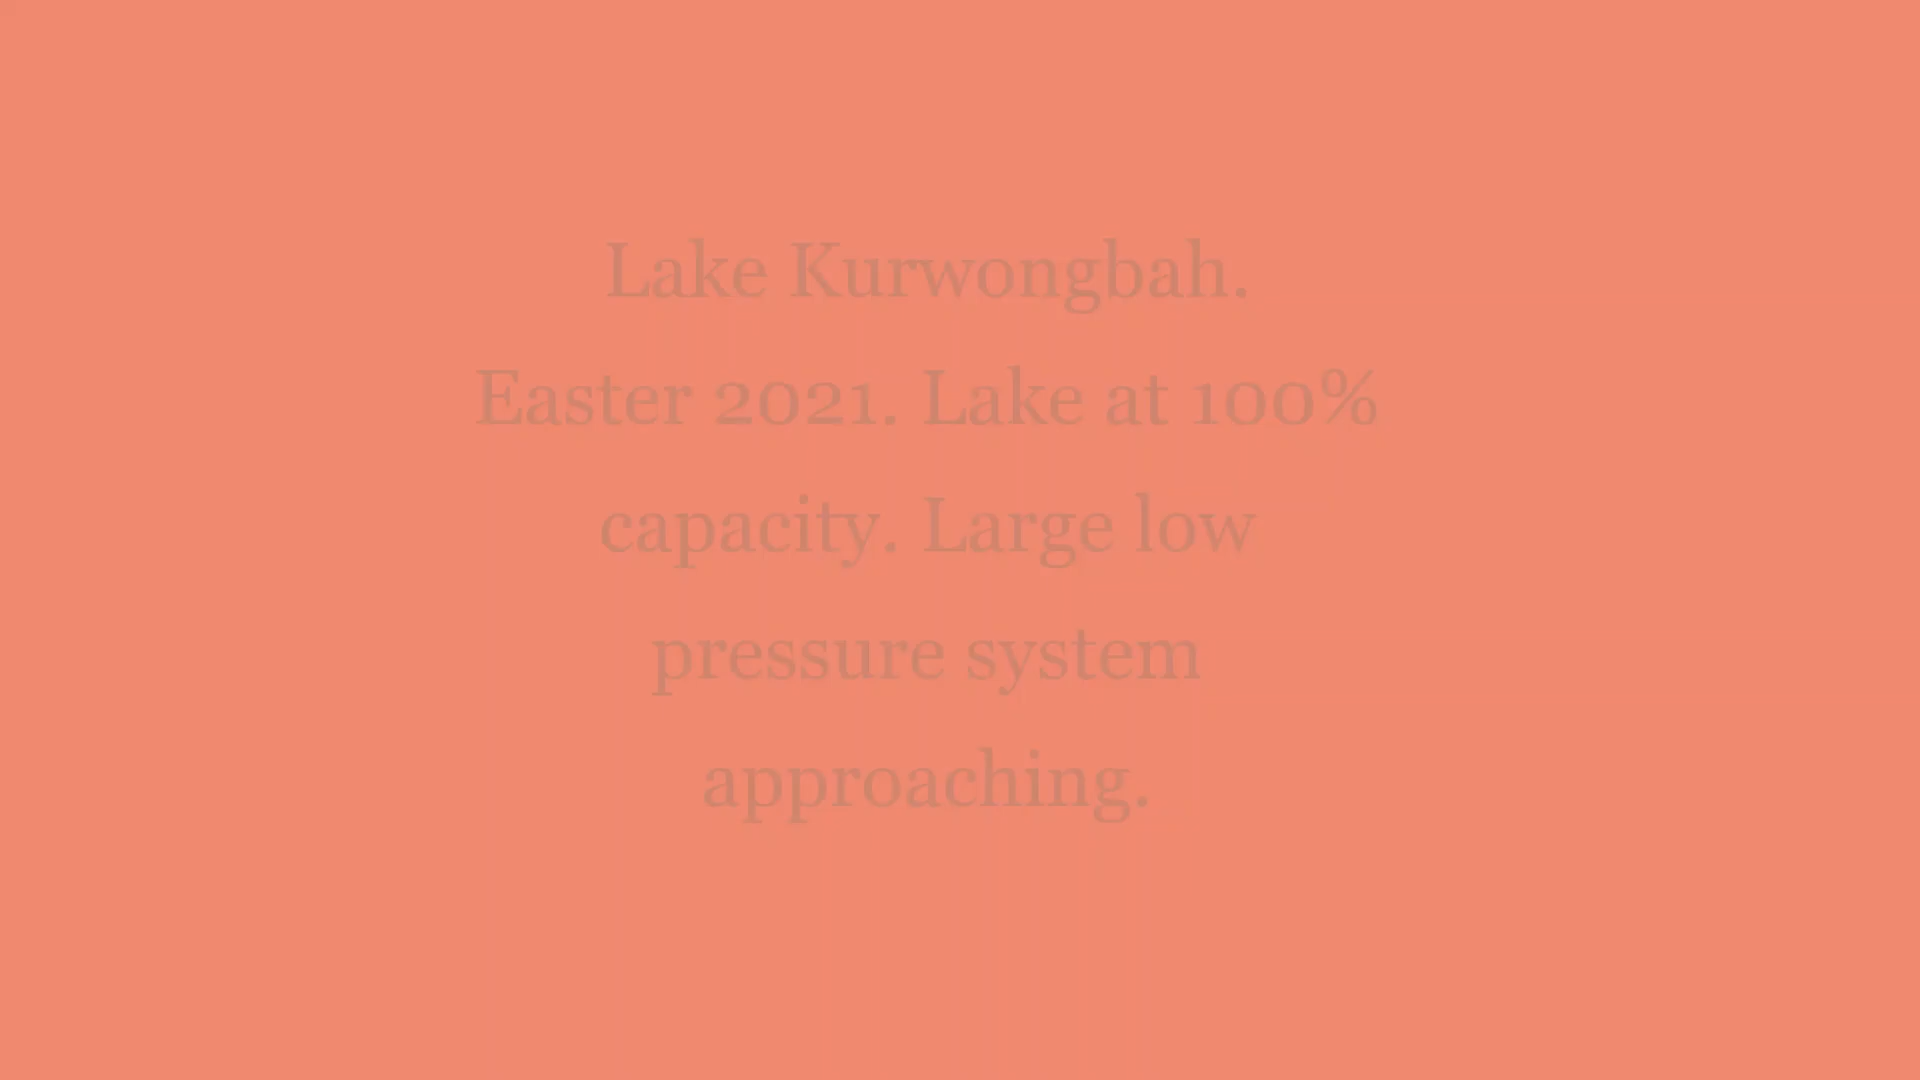 Lake Kurwongbah.
Easter 2021. Lake at 100%
capacity. Large low
pressure system
approaching.